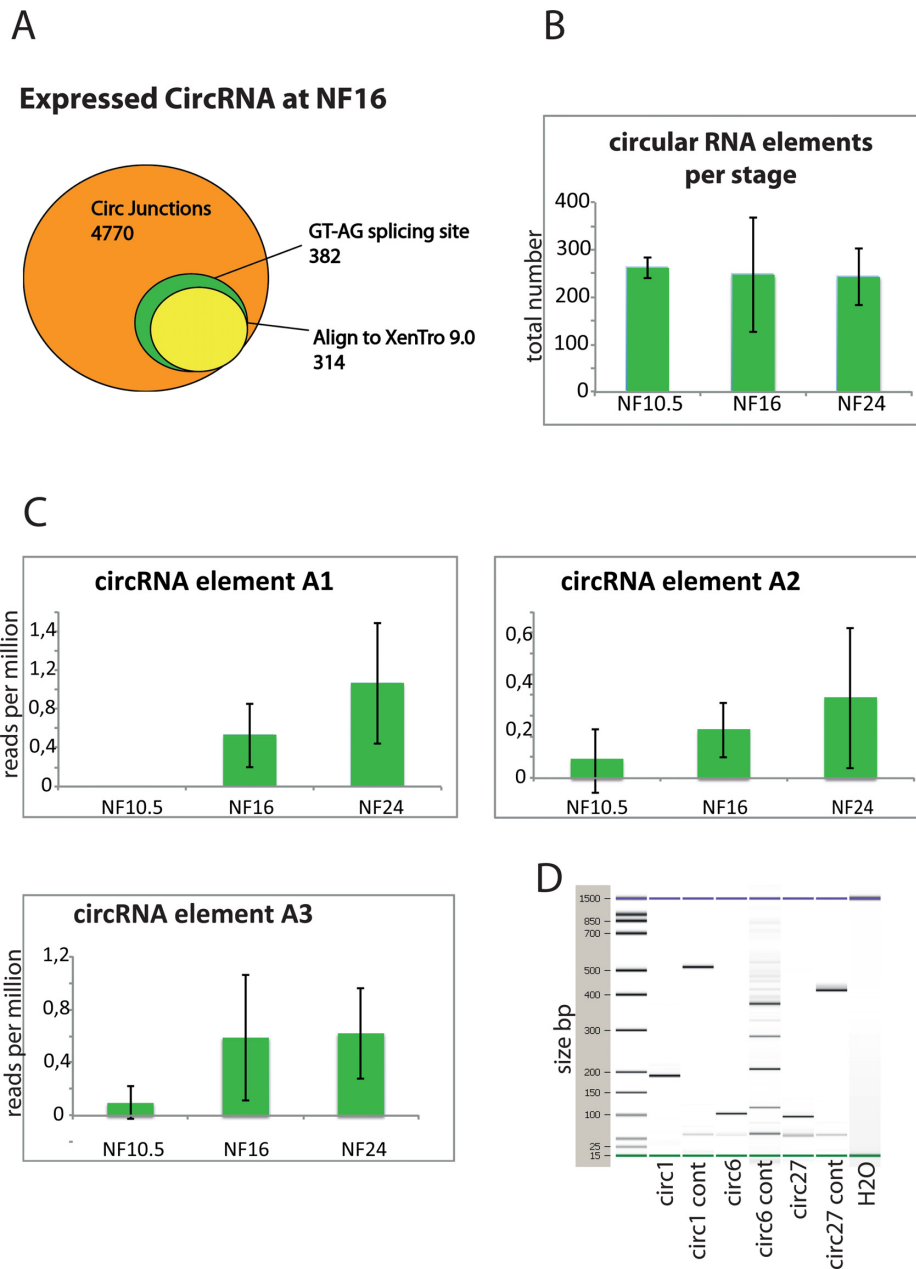 A
Expressed CircRNA at NF16
Circ Junctions
4770
GT-AG splicing site
382
Align to XenTro 9.0
314
B
circular RNA elements
per stage
total number
400
300
200
100
0
NF10.5 NF16 NF24
C
circRNA element A1
reads per million
1,4
1,2
0,8
0,4
0
NF10.5 NF16 NF24
circRNA element A2
0,6
0,4
0,2
0
NF10.5 NF16 NF24
circRNA element A3
reads per million
1,2
0,8
0,4
0
-
NF10.5 NF16 NF24
D
size bp
1500
850
700
500
400
300
200
150
100
25
15
circ1
circ1 cont
circ6
circ6 cont
circ27
circ27 cont
H2O